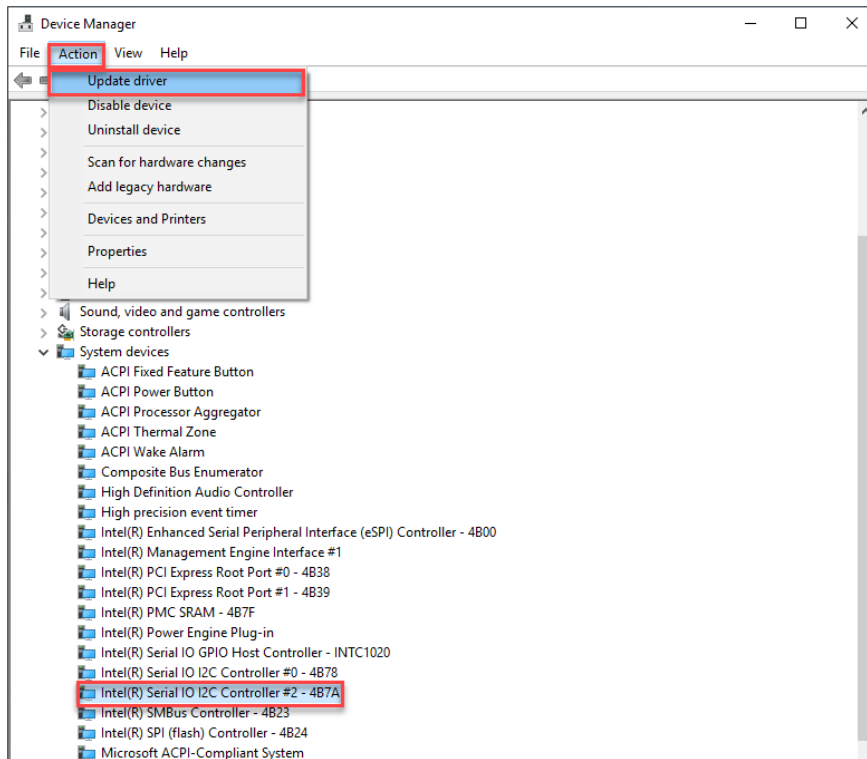 Device Manager
File Action View Help
Update driver
Disable device
Uninstall device
Scan for hardware changes
Add legacy hardware
Devices and Printers
Properties
Help
Sound, video and game controllers
Storage controllers
System devices
ACPI Fixed Feature Button
ACPI Power Button
ACPI Processor Aggregator
ACPI Thermal Zone
ACPI Wake Alarm
Composite Bus Enumerator
High Definition Audio Controller
High precision event timer
Intel(R) Enhanced Serial Peripheral Interface (eSPI) Controller - 4B00
Intel(R) Management Engine Interface #1
Intel(R) PCI Express Root Port #0 - 4B38
Intel(R) PCI Express Root Port #1 - 4B39
Intel(R) PMC SRAM - 4B7F
Intel(R) Power Engine Plug-in
Intel(R) Serial IO GPIO Host Controller - INTC1020
Intel(R) Serial IO I2C Controller #0 - 4B78
Intel(R) Serial IO I2C Controller #2 - 4B7A
Intel(R) SMBus Controller - 4B23
Intel(R) SPI (flash) Controller - 4B24
Microsoft ACPI-Compliant System